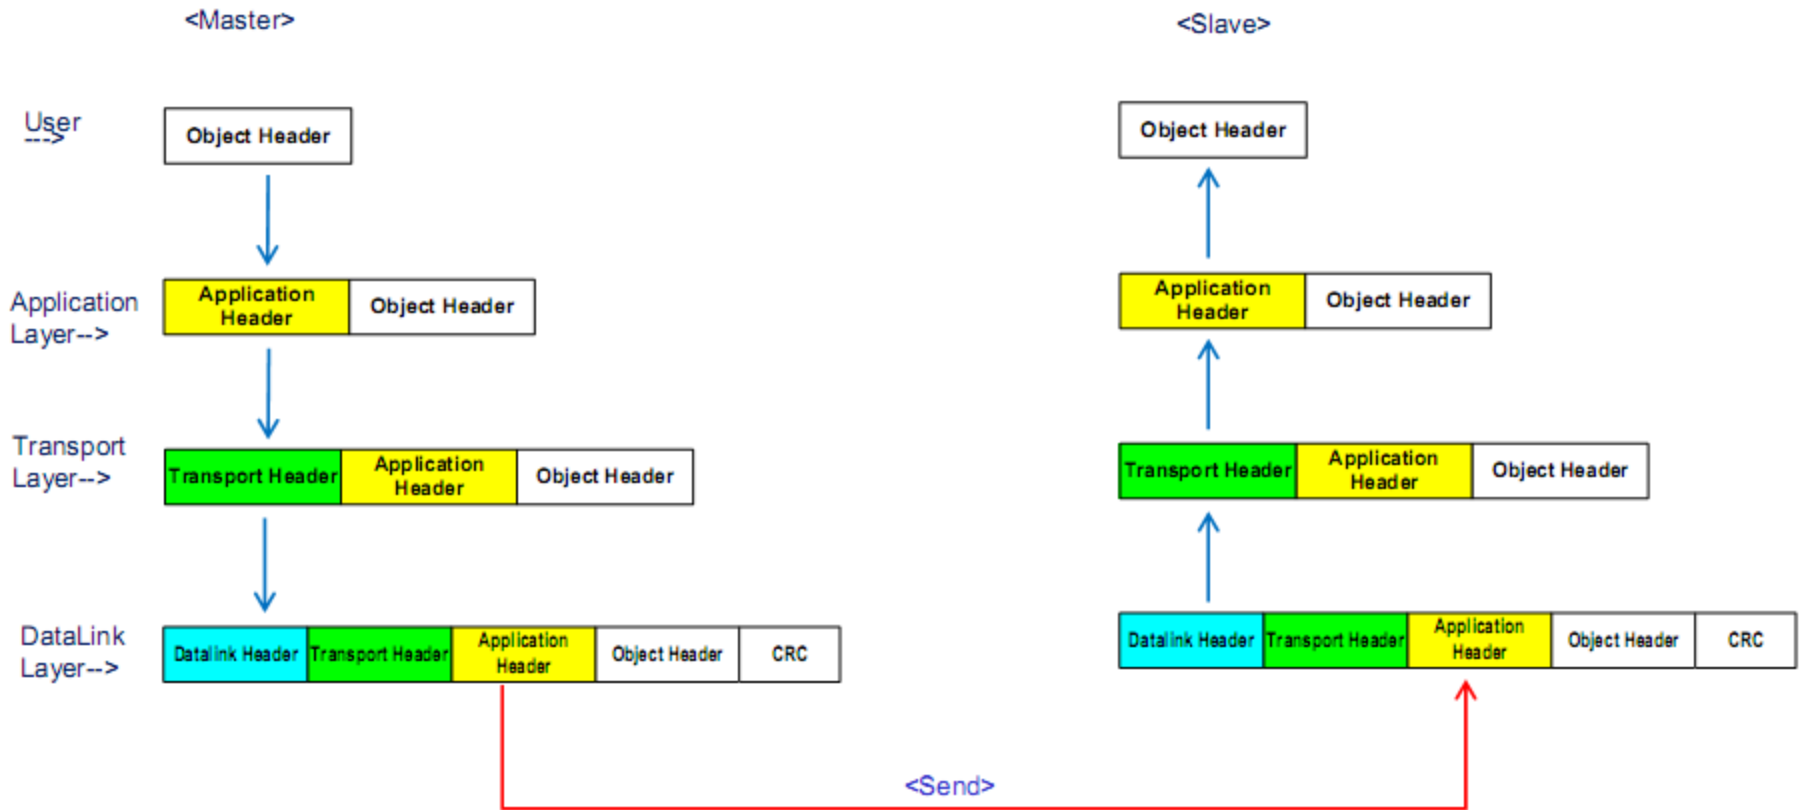 <Master>
<Slave>
User
--->
Object Header
Object Header
Application
Layer-->
Application
Header
Object Header
Application
Header
Object Header
Transport
Layer-->
Transport Header
Application
Header
Object Header
Transport Header
Application
Header
Object Header
DataLink
Layer-->
Datalink Header
Transport Header
Application
Header
Object Header
CRC
Datalink Header
Transport Header
Application
Header
Object Header
CRC
<Send>